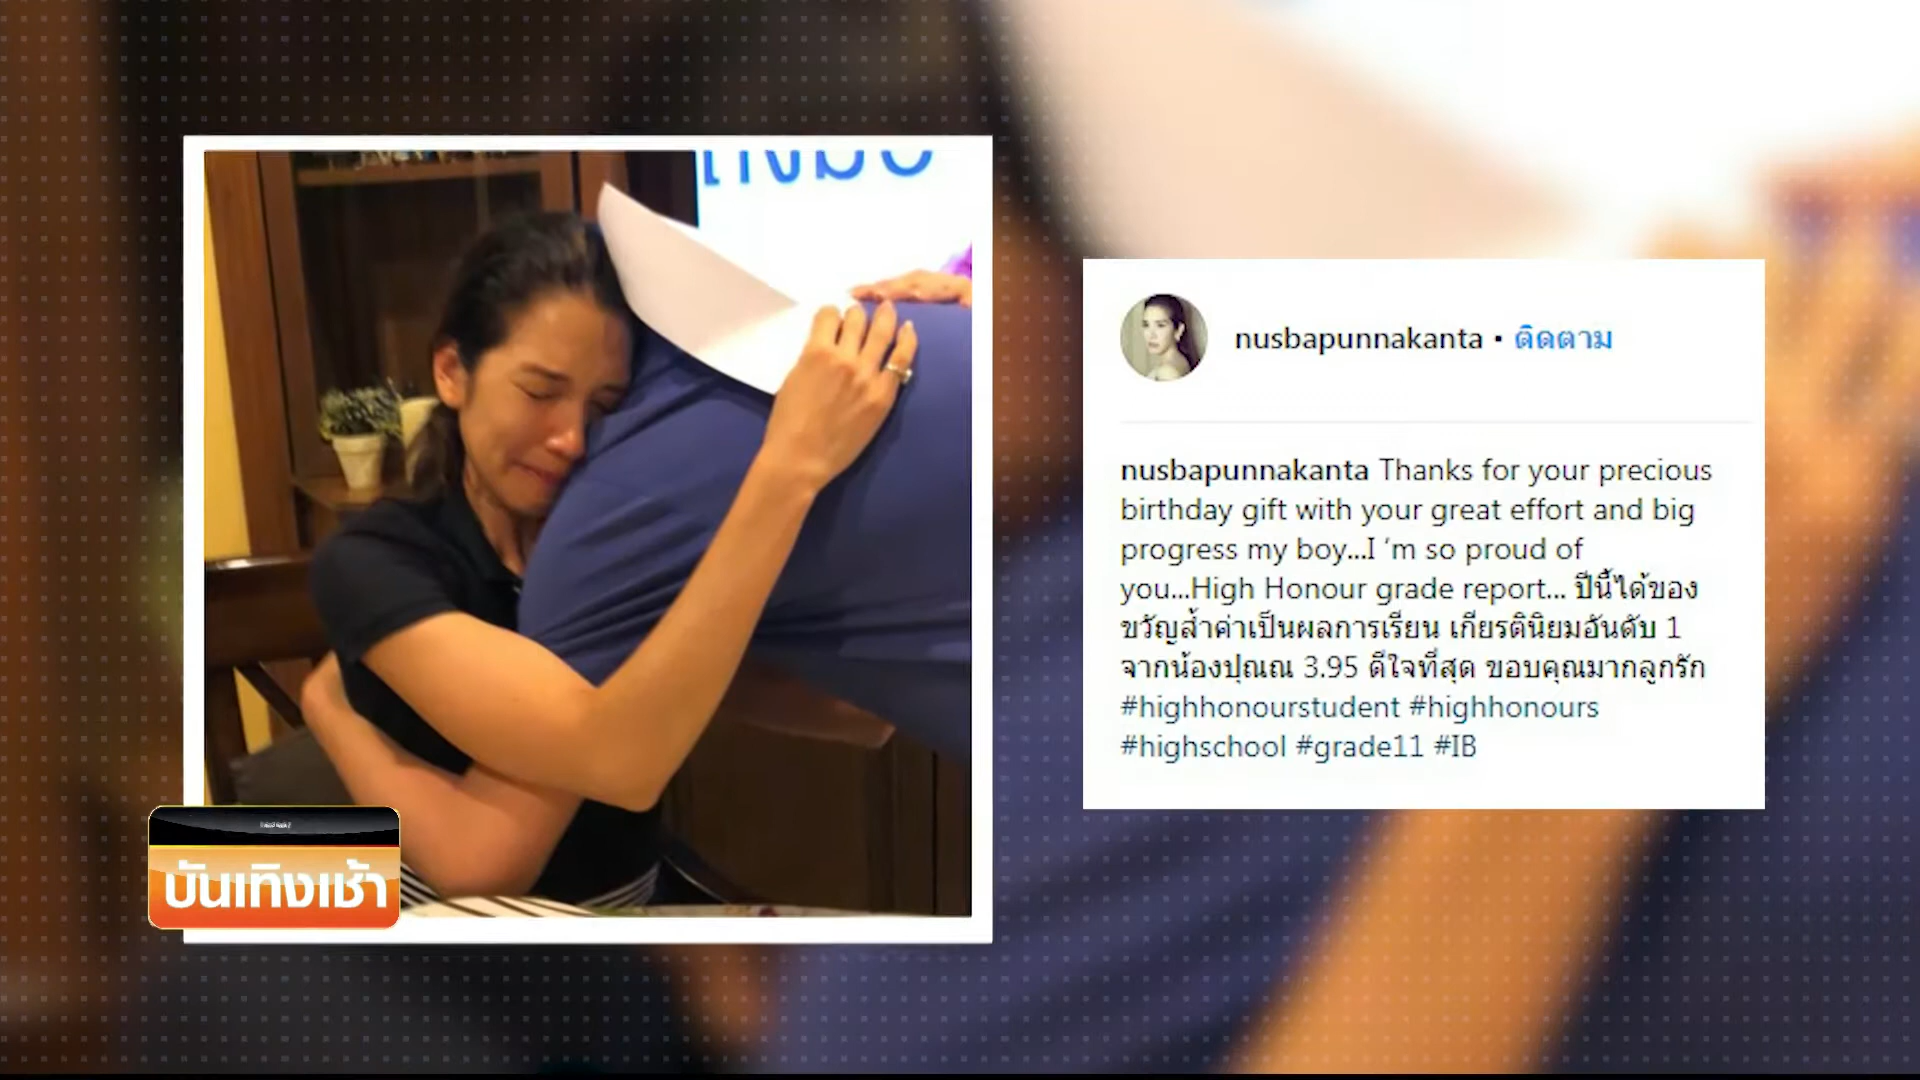 nusbapunnakanta • ติดตาม
nusbapunnakanta Thanks for your precious
birthday gift with your great effort and big
progress my boy...I 'm so proud of
you...High Honour grade report... ปีนี้ได้ของ
ขวัญล้ำค่าเป็นผลการเรียน เกียรตินิยมอันดับ 1
จากน้องปุณณ 3.95 ดีใจที่สุด ขอบคุณมากลูกรัก
#highhonourstudent #highhonours
#highschool #grade11 #IB
บันเทิงเช้า